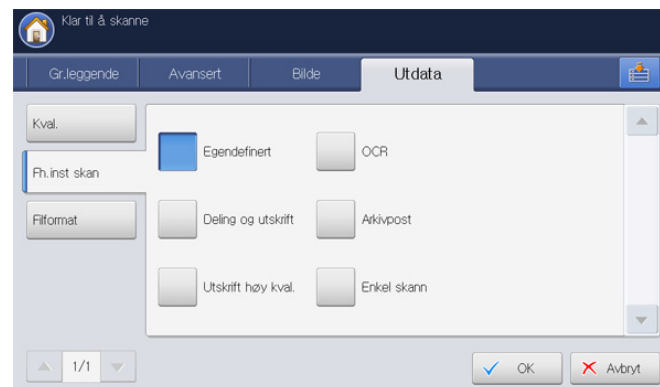 Klar til å skanne
Gr.leggende Avansert Bilde Utdata
Kval.
Fh.inst skan
Filformat
Egendefinert OCR
Deling og utskrift Arkivpost
Utskrift høy kval. Enkel skann
1/1
OK Avbryt